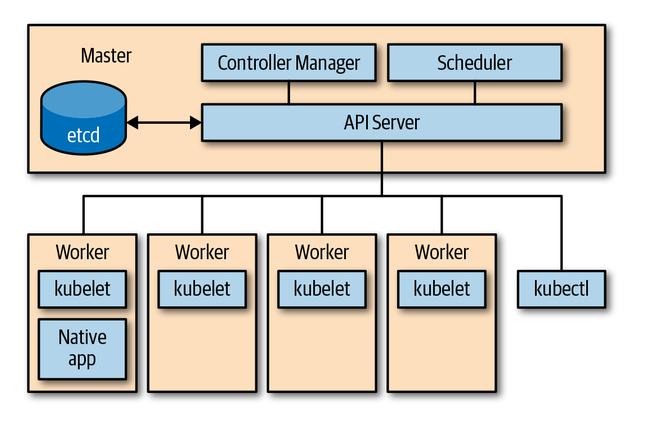 Master
Controller Manager
Scheduler
etcd
API Server
Worker
Worker
Worker
Worker
kubelet
kubelet
kubelet
kubelet
kubectl
Native
app